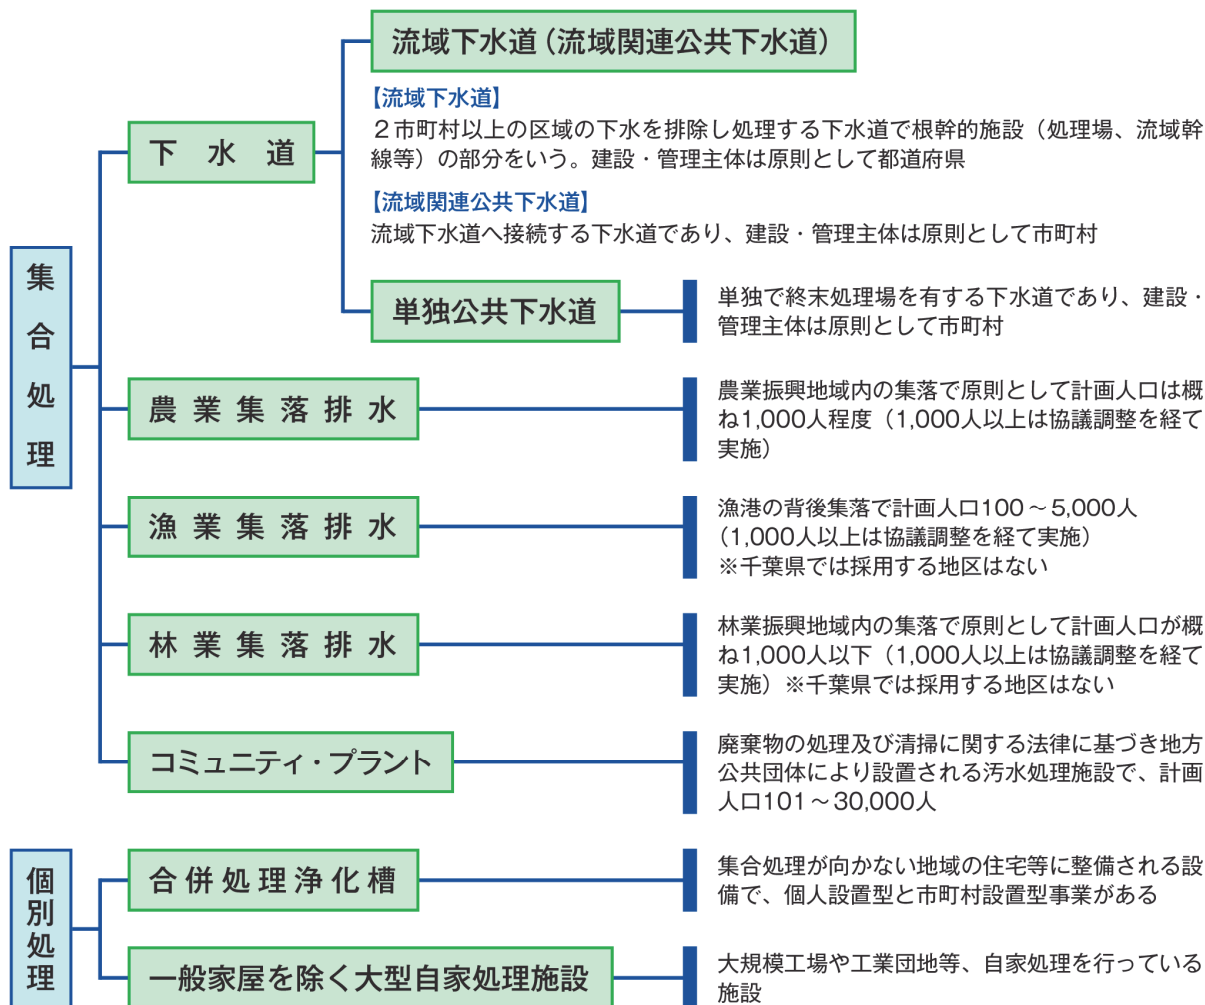 流域下水道（流域関連公共下水道）
【流域下水道】
２市町村以上の区域の下水を排除し処理する下水道で根幹的施設（処理場、流域幹
線等）の部分をいう。建設・管理主体は原則として都道府県
下水道
【流域関連公共下水道】
流域下水道へ接続する下水道であり、建設・管理主体は原則として市町村
集合処理
単独公共下水道
単独で終末処理場を有する下水道であり、建設・
管理主体は原則として市町村
農業集落排水
農業振興地域内の集落で原則として計画人口は概
ね1,000人程度（1,000人以上は協議調整を経て
実施）
漁業集落排水
漁港の背後集落で計画人口100～5,000人
（1,000人以上は協議調整を経て実施）
※千葉県では採用する地区はない
林業集落排水
林業振興地域内の集落で原則として計画人口が概
ね1,000人以下（1,000人以上は協議調整を経て
実施）※千葉県では採用する地区はない
コミュニティ・プラント
廃棄物の処理及び清掃に関する法律に基づき地方
公共団体により設置される汚水処理施設で、計画
人口101～30,000人
個別処理
合併処理浄化槽
集合処理が向かない地域の住宅等に整備される設
備で、個人設置型と市町村設置型事業がある
一般家屋を除く大型自家処理施設
大規模工場や工業団地等、自家処理を行っている
施設